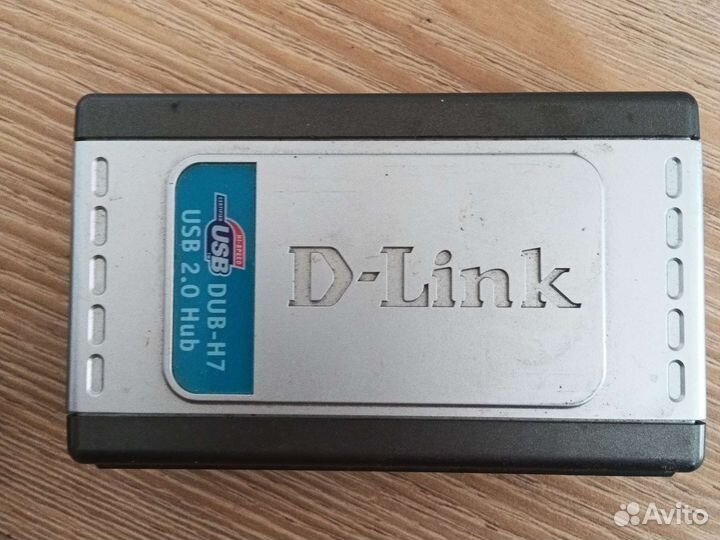 D-Link
CERTIFIED
USB
HI-SPEED
DUB-H7
USB 2.0 Hub
Avito